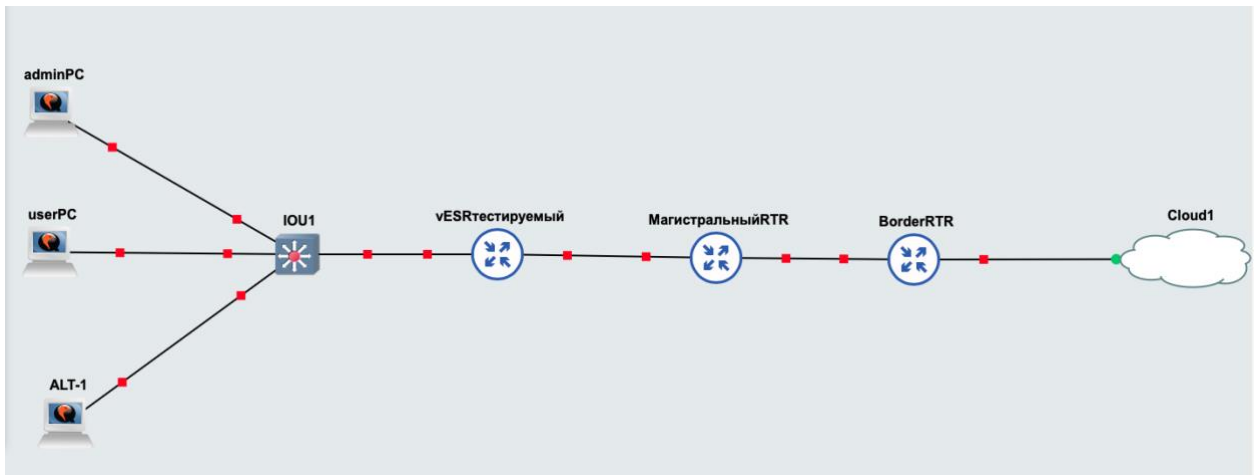 adminPC
userPC
IOU1
vESRтестируемый
МагистральныйRTR
BorderRTR
Cloud1
ALT-1